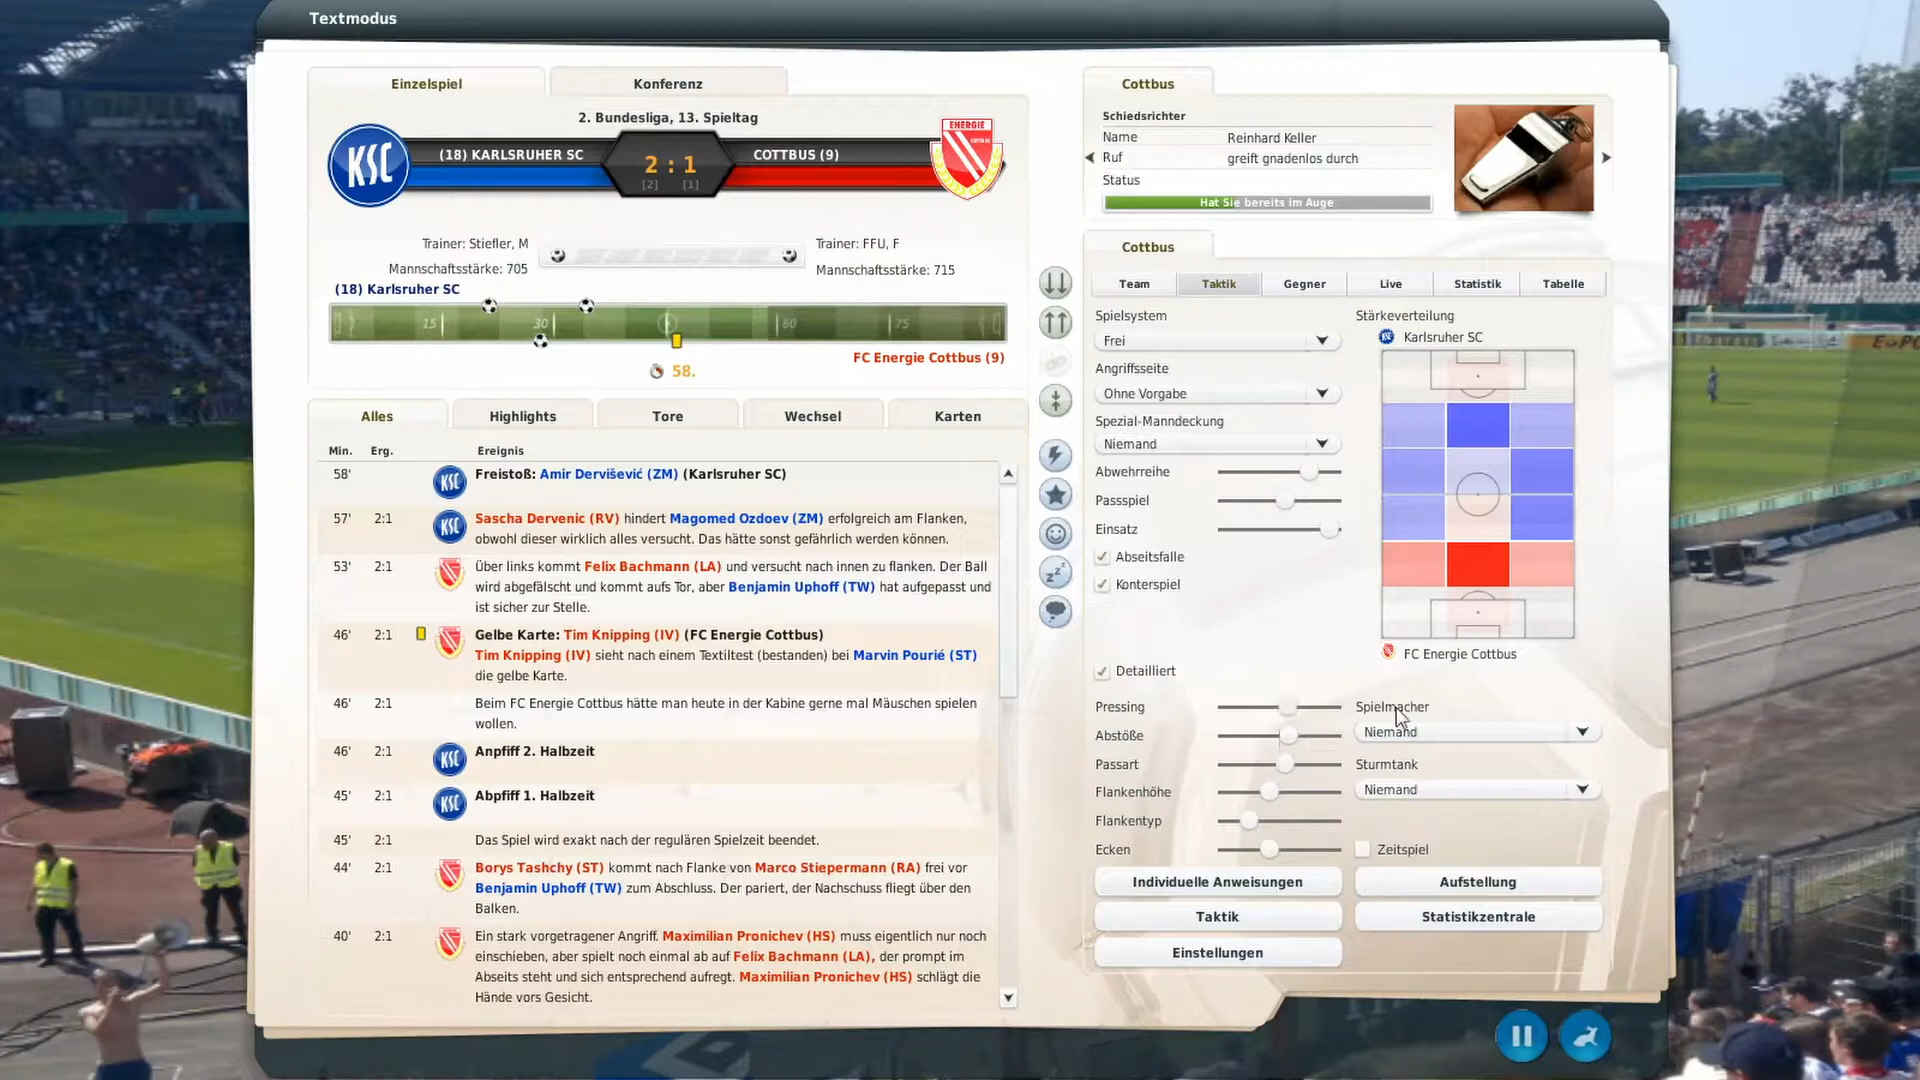 Textmodus
Einzelspiel
Konferenz
2. Bundesliga, 13. Spieltag
KSC
(18) KARLSRUHER SC
2 : 1
[2] [1]
COTTBUS (9)
ENERGIE
Trainer: Stiefler, M
Mannschaftsstärke: 705
Trainer: FFU, F
Mannschaftsstärke: 715
(18) Karlsruher SC
15
30
60
75
FC Energie Cottbus (9)
58.
Alles
Highlights
Tore
Wechsel
Karten
Min. Erg. Ereignis
58' KSC Freistoß: Amir Dervišević (ZM) (Karlsruher SC)
57' 2:1 KSC Sascha Dervenic (RV) hindert Magomed Ozdoev (ZM) erfolgreich am Flanken,
obwohl dieser wirklich alles versucht. Das hätte sonst gefährlich werden können.
53' 2:1 Über links kommt Felix Bachmann (LA) und versucht nach innen zu flanken. Der Ball
wird abgefälscht und kommt aufs Tor, aber Benjamin Uphoff (TW) hat aufgepasst und
ist sicher zur Stelle.
46' 2:1 Gelbe Karte: Tim Knipping (IV) (FC Energie Cottbus)
Tim Knipping (IV) sieht nach einem Textiltest (bestanden) bei Marvin Pourié (ST)
die gelbe Karte.
46' 2:1 Beim FC Energie Cottbus hätte man heute in der Kabine gerne mal Mäuschen spielen
wollen.
46' 2:1 KSC Anpfiff 2. Halbzeit
45' 2:1 KSC Abpfiff 1. Halbzeit
45' 2:1 Das Spiel wird exakt nach der regulären Spielzeit beendet.
44' 2:1 Borys Tashchy (ST) kommt nach Flanke von Marco Stiepermann (RA) frei vor
Benjamin Uphoff (TW) zum Abschluss. Der pariert, der Nachschuss fliegt über den
Balken.
40' 2:1 Ein stark vorgetragener Angriff. Maximilian Pronichev (HS) muss eigentlich nur noch
einschieben, aber spielt noch einmal ab auf Felix Bachmann (LA), der prompt im
Abseits steht und sich entsprechend aufregt. Maximilian Pronichev (HS) schlägt die
Hände vors Gesicht.
Cottbus
Schiedsrichter
Name Reinhard Keller
Ruf greift gnadenlos durch
Status
Hat Sie bereits im Auge
Cottbus
Team
Taktik
Gegner
Live
Statistik
Tabelle
Spielsystem
Frei
Angriffsseite
Ohne Vorgabe
Spezial-Manndeckung
Niemand
Abwehrreihe
Passspiel
Einsatz
Abseitsfalle
Konterspiel
Stärkeverteilung
Karlsruher SC
FC Energie Cottbus
Detailliert
Pressing
Abstöße
Passart
Flankenhöhe
Flankentyp
Ecken
Spielmacher
Niemand
Sturmtank
Niemand
Zeitspiel
Individuelle Anweisungen
Aufstellung
Taktik
Statistikzentrale
Einstellungen